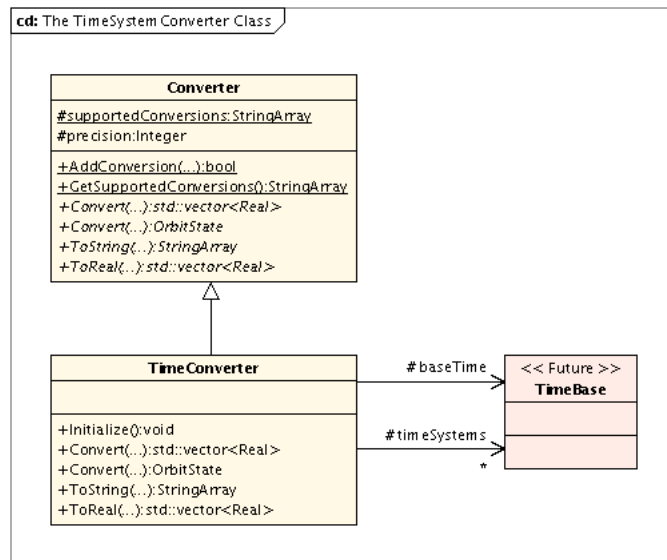 cd: The TimeSystem Converter Class
Converter
#supportedConversions:StringArray
#precision:Integer
+AddConversion(...):bool
+GetSupportedConversions():StringArray
+Convert(...):std::vector<Real>
+Convert(...):OrbitState
+ToString(...):StringArray
+ToReal(...):std::vector<Real>
TimeConverter
+Initialize():void
+Convert(...):std::vector<Real>
+Convert(...):OrbitState
+ToString(...):StringArray
+ToReal(...):std::vector<Real>
#baseTime
#timeSystems
*
<< Future >>
TimeBase